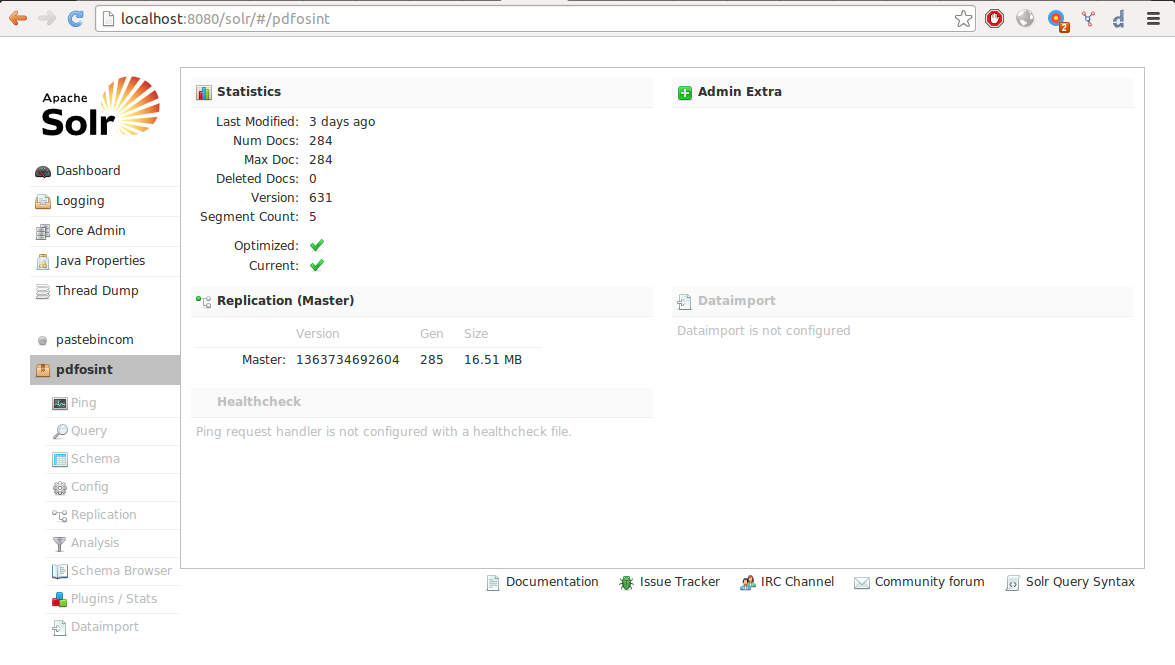 localhost:8080/solr/#/pdfosint
2
Apache
Solr
Dashboard
Logging
Core Admin
Java Properties
Thread Dump
pastebincom
pdfosint
Ping
Query
Schema
Config
Replication
Analysis
Schema Browser
Plugins / Stats
Dataimport
Statistics
Last Modified: 3 days ago
Num Docs: 284
Max Doc: 284
Deleted Docs: 0
Version: 631
Segment Count: 5
Optimized:
Current:
Replication (Master)
Version Gen Size
Master: 1363734692604 285 16.51 MB
Healthcheck
Ping request handler is not configured with a healthcheck file.
Admin Extra
Dataimport
Dataimport is not configured
Documentation Issue Tracker IRC Channel Community forum Solr Query Syntax